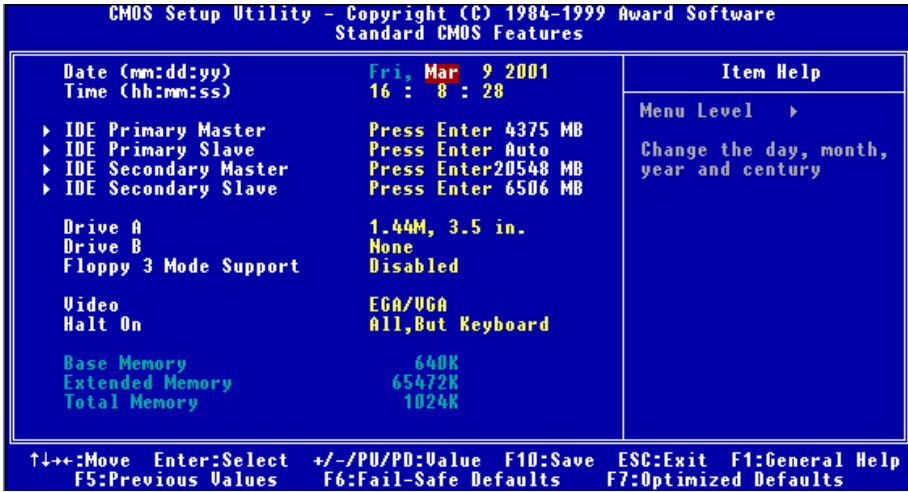 CMOS Setup Utility - Copyright (C) 1984-1999 Award Software
Standard CMOS Features
Date (mm:dd:yy) Fri, Mar 9 2001
Time (hh:mm:ss) 16 : 8 : 28
IDE Primary Master Press Enter 4375 MB
IDE Primary Slave Press Enter Auto
IDE Secondary Master Press Enter20548 MB
IDE Secondary Slave Press Enter 6506 MB
Drive A 1.44M, 3.5 in.
Drive B None
Floppy 3 Mode Support Disabled
Video EGA/VGA
Halt On All,But Keyboard
Base Memory 640K
Extended Memory 65472K
Total Memory 1024K
Item Help
Menu Level ▸
Change the day, month,
year and century
↑↓→←:Move Enter:Select +/-/PU/PD:Value F10:Save ESC:Exit F1:General Help
F5:Previous Values F6:Fail-Safe Defaults F7:Optimized Defaults